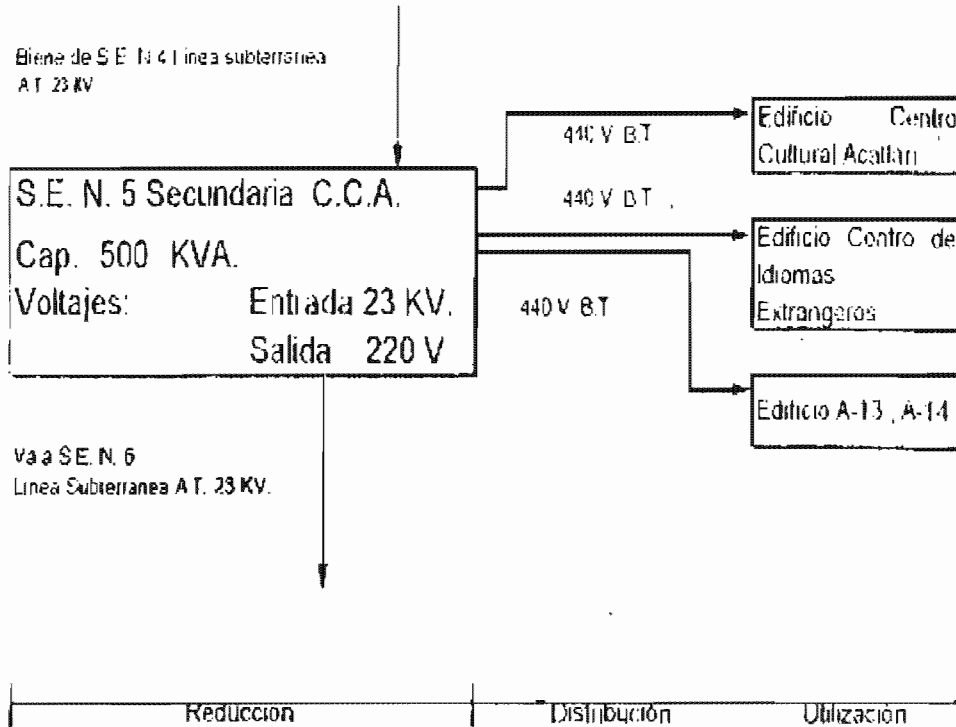 Biene de S.E. N.4 Linea subterranea
A.T. 23 KV
440 V B.T
Edificio Centro
Cultural Acatlán
S.E. N. 5 Secundaria C.C.A.
Cap. 500 KVA.
Voltajes: Entrada 23 KV.
Salida 220 V
440 V B.T
Edificio Centro de
Idiomas
Extrangeros
440 V B.T
Edificio A-13 , A-14
Va a S.E. N. 6
Linea Subterranea A.T. 23 KV.
Reduccion Distribución Utilización